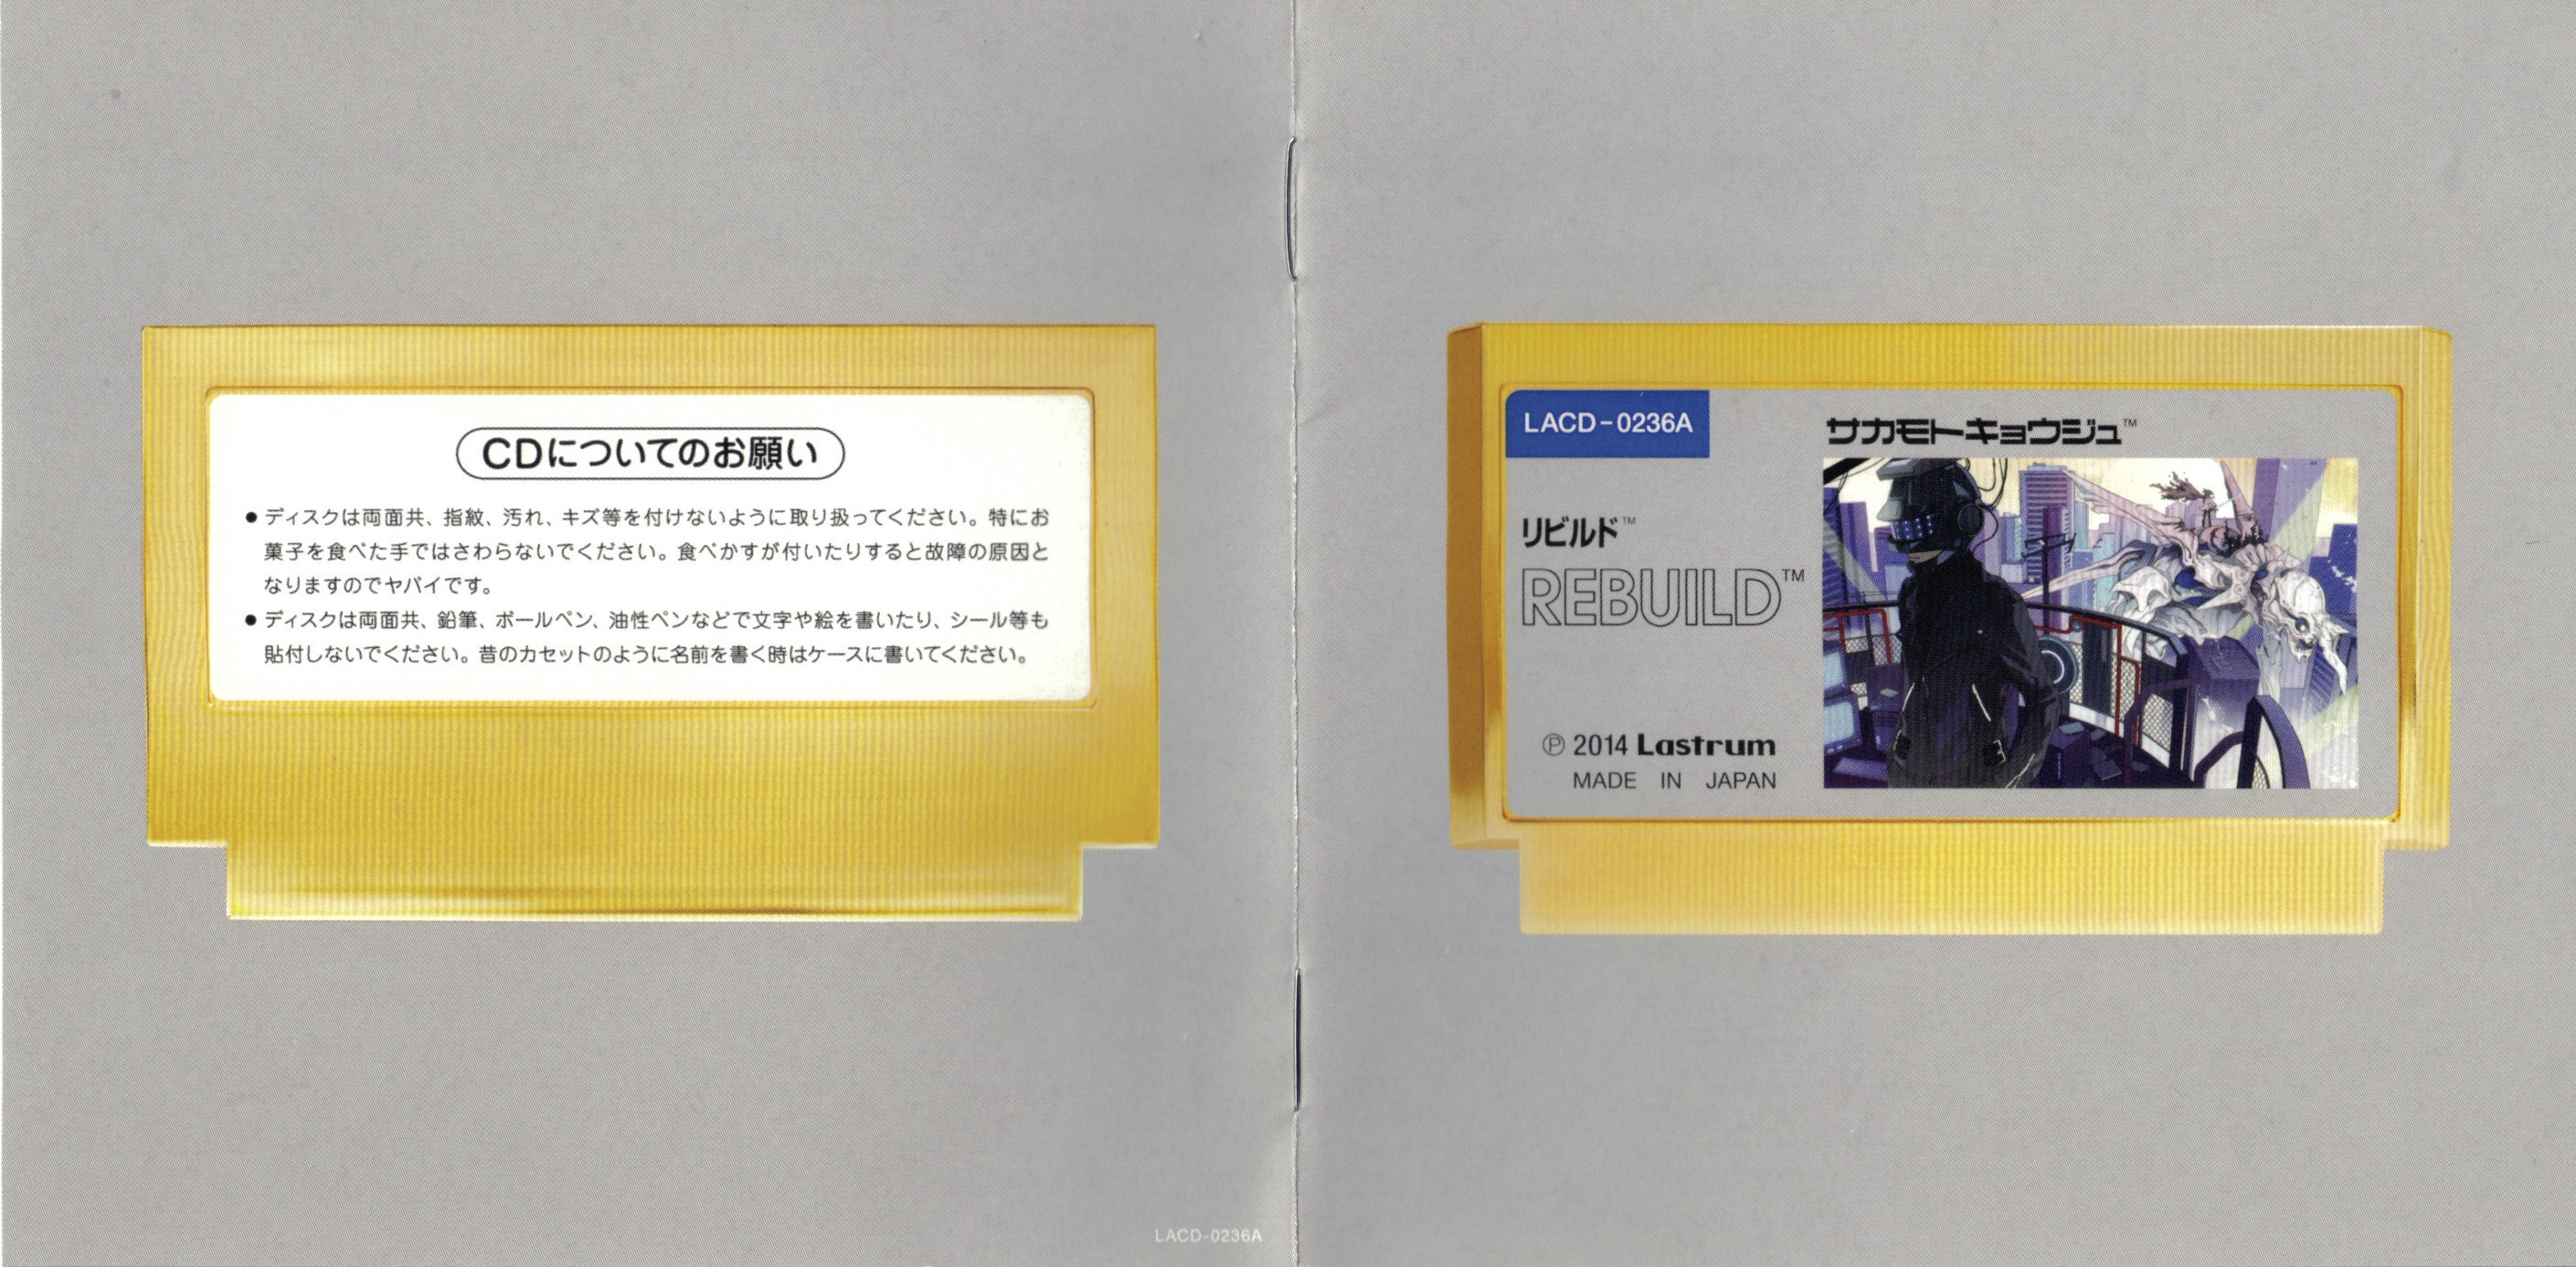 CDについてのお願い
●ディスクは両面共、指紋、汚れ、キズ等を付けないように取り扱ってください。特にお
菓子を食べた手ではさわらないでください。食べかすが付いたりすると故障の原因と
なりますのでヤバイです。
●ディスクは両面共、鉛筆、ボールペン、油性ペンなどで文字や絵を書いたり、シール等も
貼付しないでください。昔のカセットのように名前を書く時はケースに書いてください。
LACD-0236A
LACD-0236A
サカモトキョウジュ™
リビルド™
REBUILD™
℗ 2014 Lastrum
MADE IN JAPAN